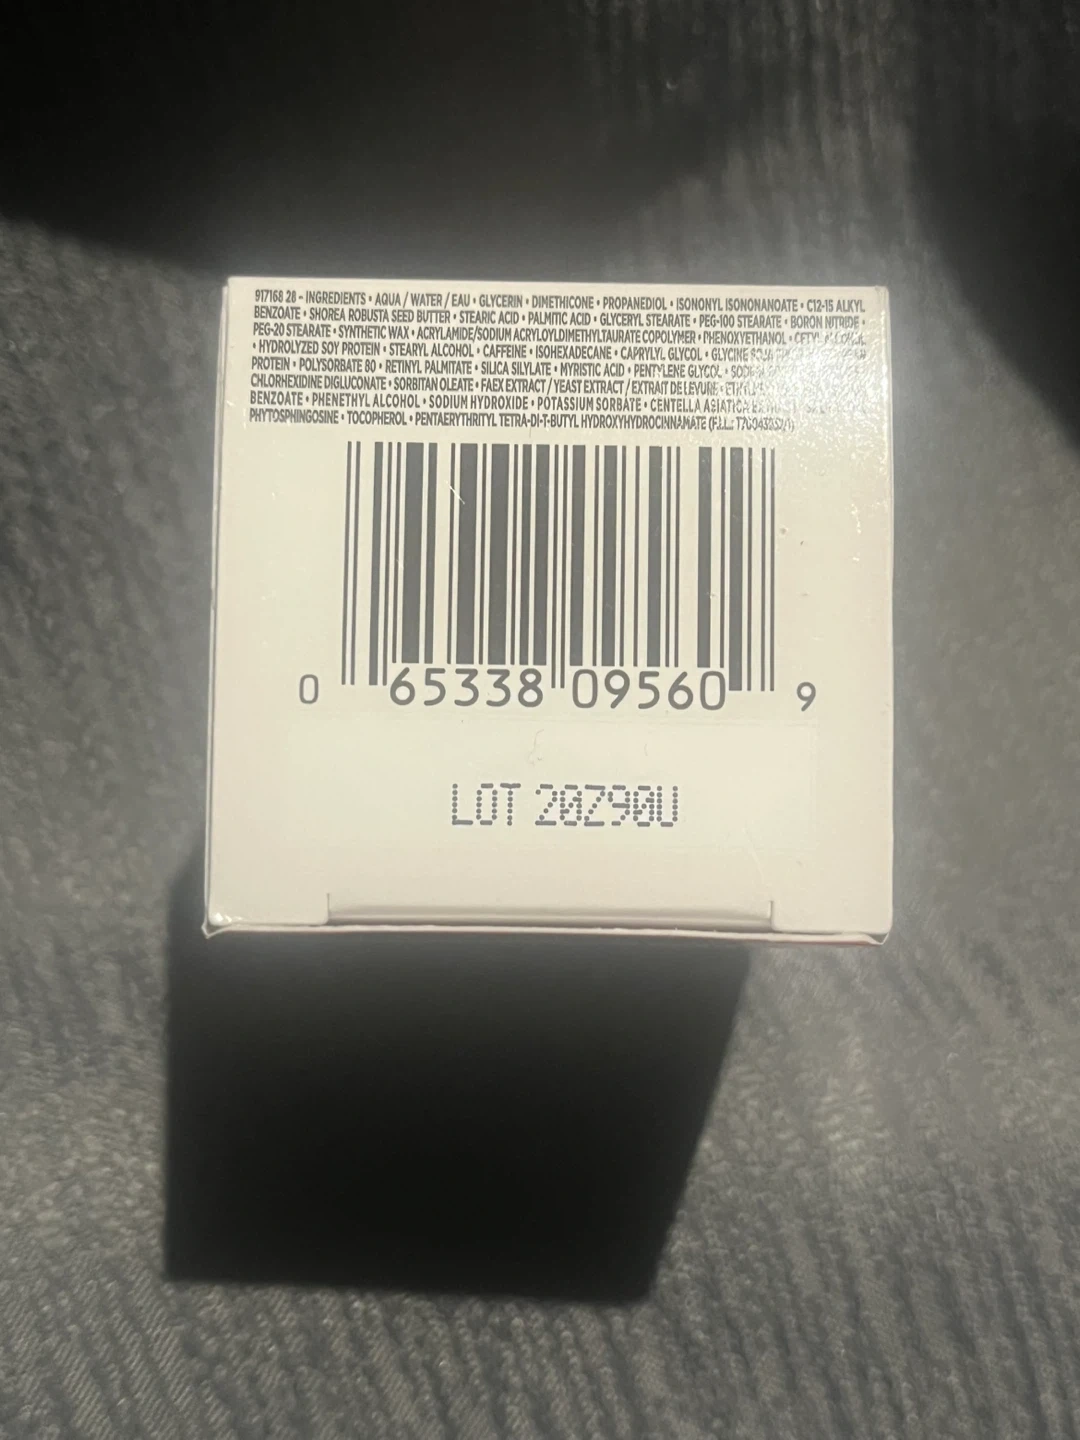 917168 28 - INGREDIENTS • AQUA / WATER / EAU • GLYCERIN • DIMETHICONE • PROPANEDIOL • ISONONYL ISONONANOATE • C12-15 ALKYL
BENZOATE • SHOREA ROBUSTA SEED BUTTER • STEARIC ACID • PALMITIC ACID • GLYCERYL STEARATE • PEG-100 STEARATE • BORON NITRIDE •
PEG-20 STEARATE • SYNTHETIC WAX • ACRYLAMIDE/SODIUM ACRYLOYLDIMETHYLTAURATE COPOLYMER • PHENOXYETHANOL • CETYL ALCOHOL
• HYDROLYZED SOY PROTEIN • STEARYL ALCOHOL • CAFFEINE • ISOHEXADECANE • CAPRYLYL GLYCOL • GLYCINE
PROTEIN • POLYSORBATE 80 • RETINYL PALMITATE • SILICA SILYLATE • MYRISTIC ACID • PENTYLENE GLYCOL •
CHLORHEXIDINE DIGLUCONATE • SORBITAN OLEATE • FAEX EXTRACT / YEAST EXTRACT / EXTRAIT DE LEVURE •
BENZOATE • PHENETHYL ALCOHOL • SODIUM HYDROXIDE • POTASSIUM SORBATE • CENTELLA ASIATICA
PHYTOSPHINGOSINE • TOCOPHEROL • PENTAERYTHRITYL TETRA-DI-T-BUTYL HYDROXYHYDROCINNAMATE (F.I.L.:
0 65338 09560 9
LOT 20Z90U